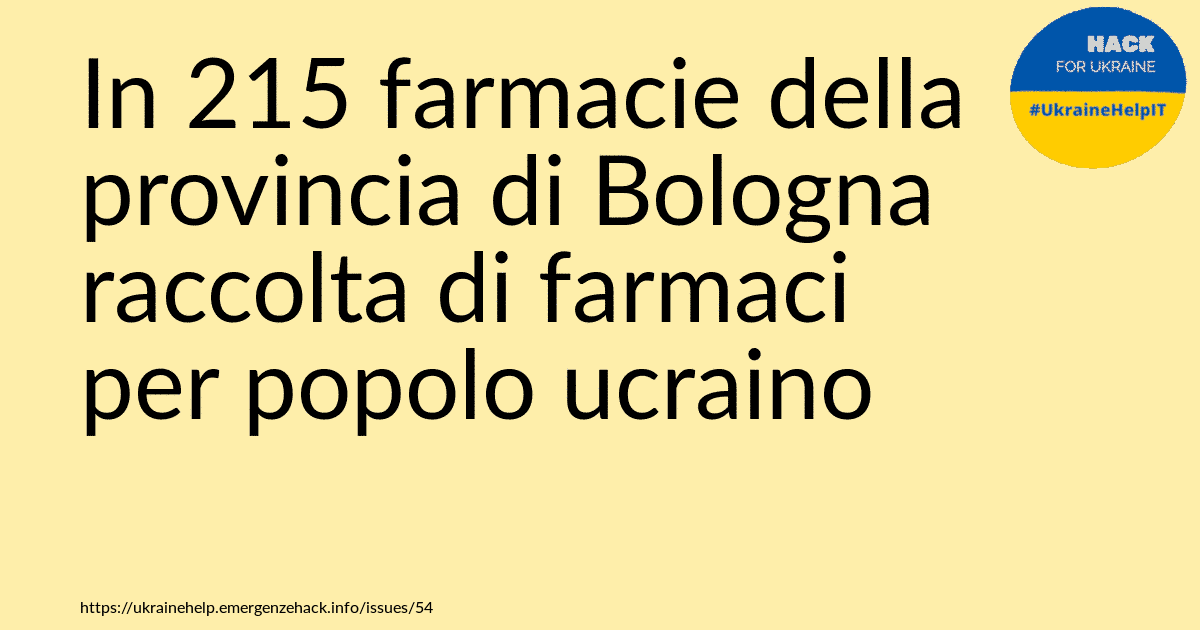 In 215 farmacie della
provincia di Bologna
raccolta di farmaci
per popolo ucraino
HACK
FOR UKRAINE
#UkraineHelpIT
https://ukrainehelp.emergenzehack.info/issues/54